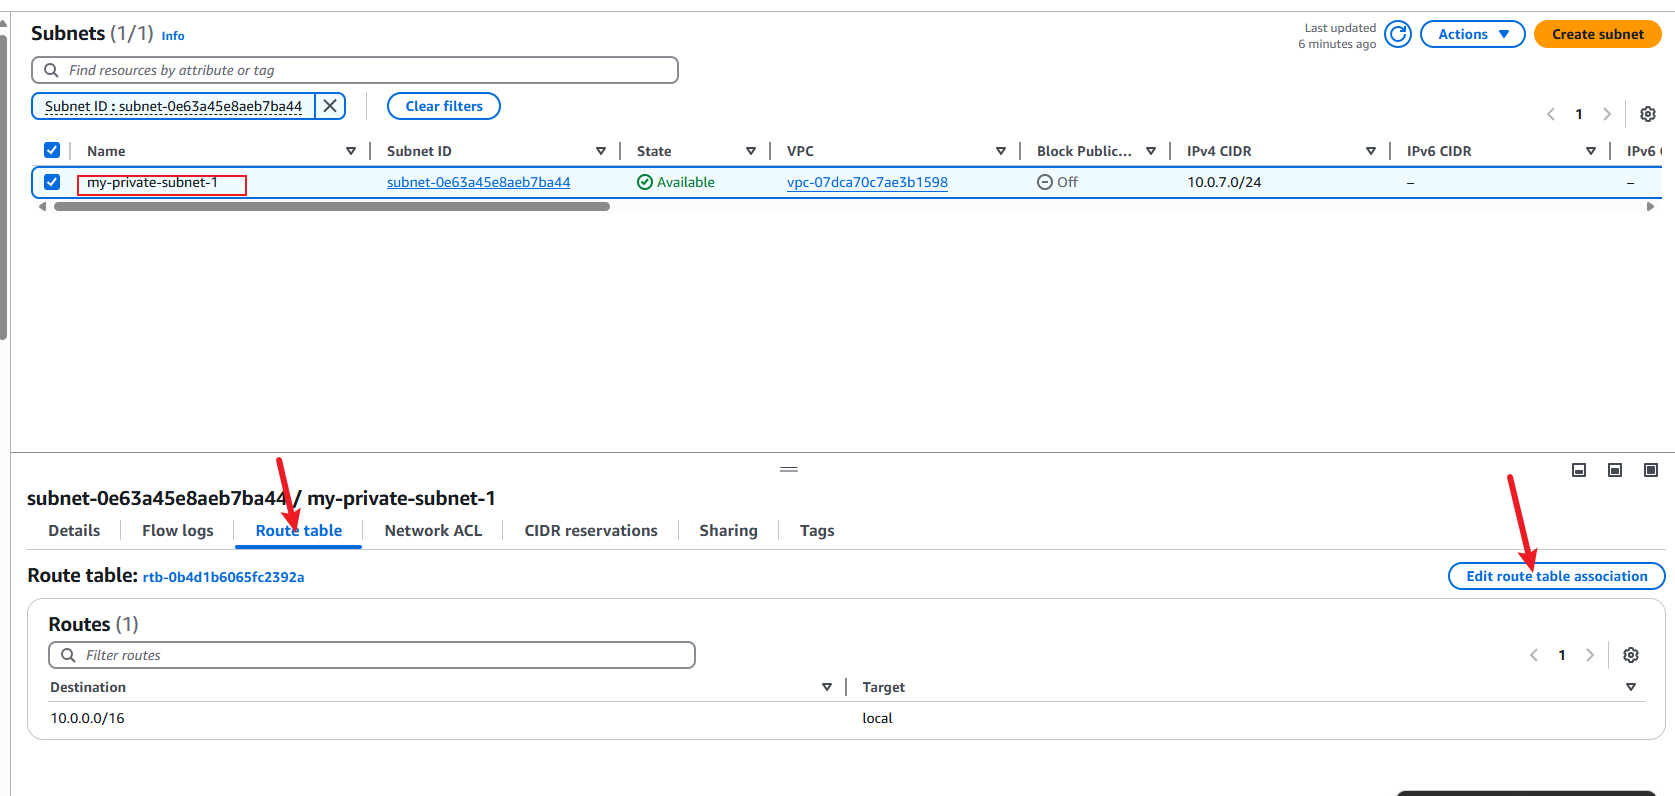 Subnets (1/1) Info
Last updated
6 minutes ago
Actions
Create subnet
Find resources by attribute or tag
Subnet ID : subnet-0e63a45e8aeb7ba44
Clear filters
1
Name Subnet ID State VPC Block Public... IPv4 CIDR IPv6 CIDR IPv6
my-private-subnet-1 subnet-0e63a45e8aeb7ba44 Available vpc-07dca70c7ae3b1598 Off 10.0.7.0/24 – –
subnet-0e63a45e8aeb7ba44 / my-private-subnet-1
Details Flow logs Route table Network ACL CIDR reservations Sharing Tags
Route table: rtb-0b4d1b6065fc2392a
Edit route table association
Routes (1)
Filter routes
1
Destination Target
10.0.0.0/16 local